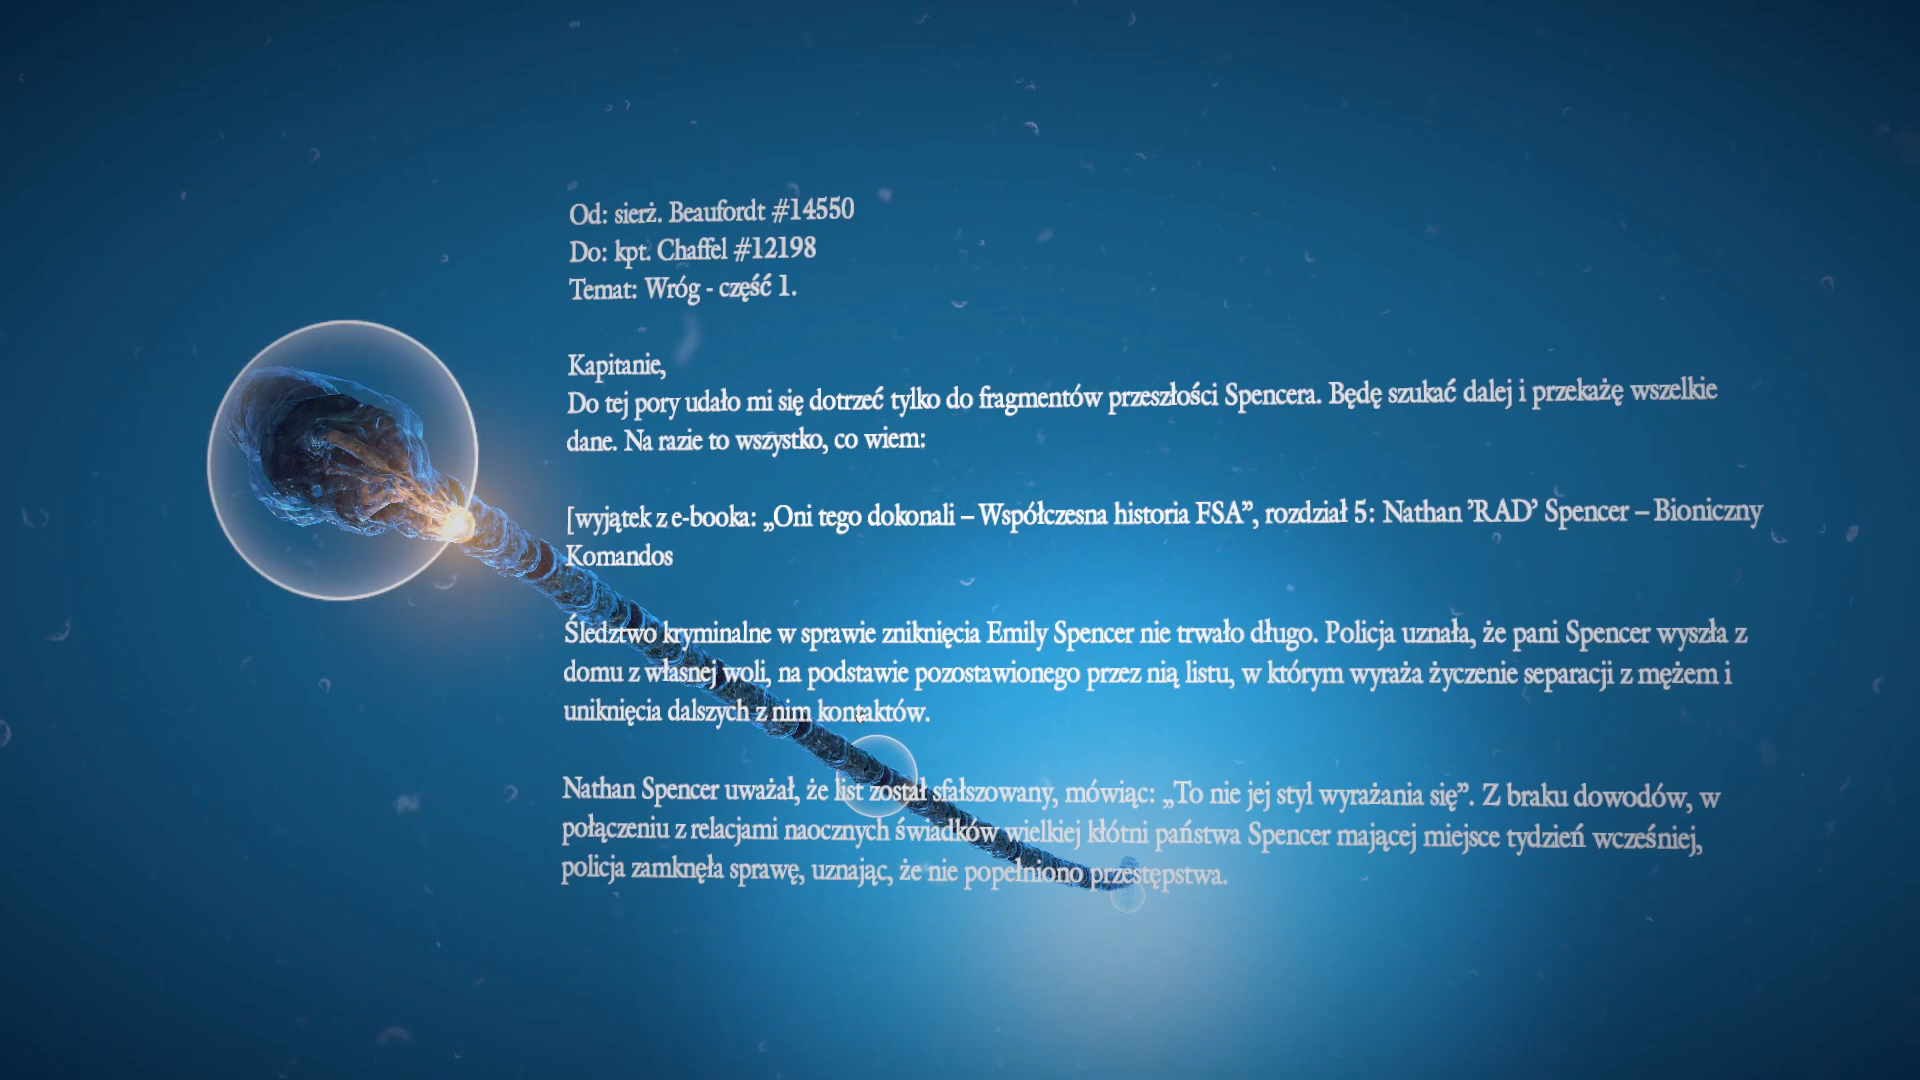 Od: sierż. Beaufordt #14550
Do: kpt. Chaffel #12198
Temat: Wróg - część 1.
Kapitanie,
Do tej pory udało mi się dotrzeć tylko do fragmentów przeszłości Spencera. Będę szukać dalej i przekażę wszelkie
dane. Na razie to wszystko, co wiem:
[wyjątek z e-booka: „Oni tego dokonali – Współczesna historia FSA”, rozdział 5: Nathan ’RAD’ Spencer – Bioniczny
Komandos
Śledztwo kryminalne w sprawie zniknięcia Emily Spencer nie trwało długo. Policja uznała, że pani Spencer wyszła z
domu z własnej woli, na podstawie pozostawionego przez nią listu, w którym wyraża życzenie separacji z mężem i
uniknięcia dalszych z nim kontaktów.
Nathan Spencer uważał, że list został sfałszowany, mówiąc: „To nie jej styl wyrażania się”. Z braku dowodów, w
połączeniu z relacjami naocznych świadków wielkiej kłótni państwa Spencer mającej miejsce tydzień wcześniej,
policja zamknęła sprawę, uznając, że nie popełniono przestępstwa.